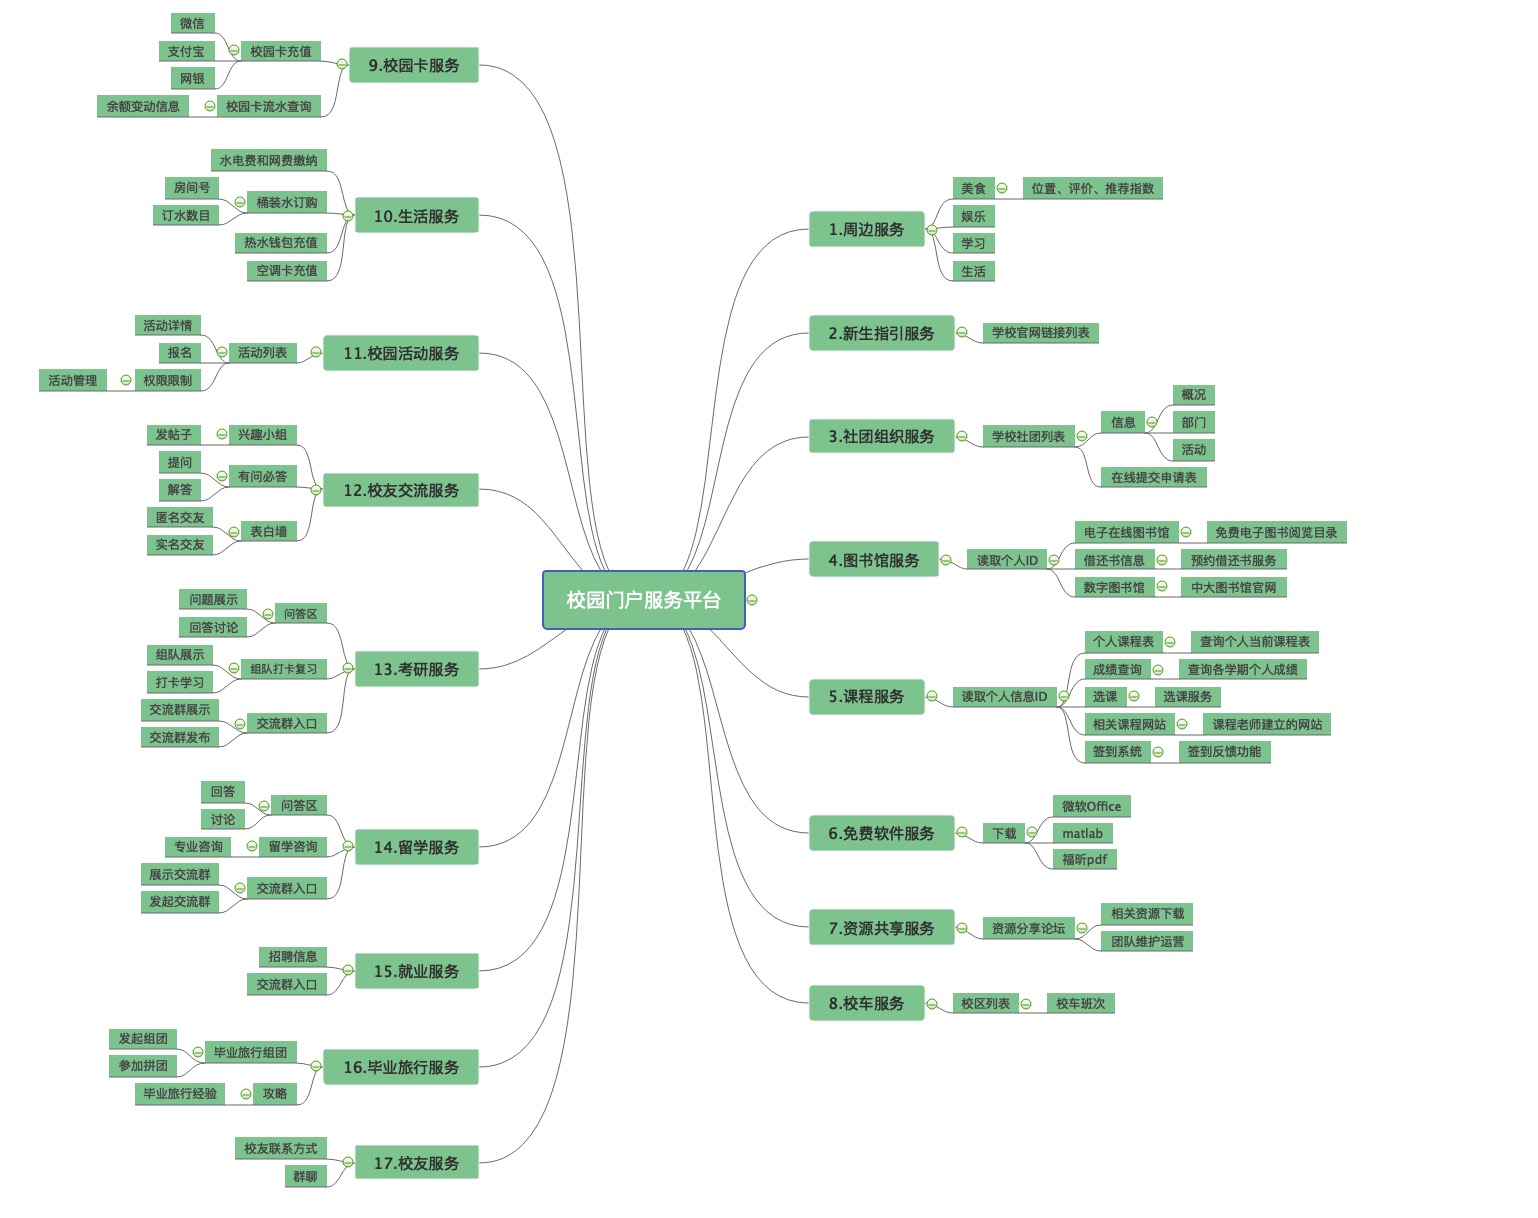 校园门户服务平台
1.周边服务
美食
位置、评价、推荐指数
娱乐
学习
生活
2.新生指引服务
学校官网链接列表
3.社团组织服务
学校社团列表
信息
概况
部门
活动
在线提交申请表
4.图书馆服务
读取个人ID
电子在线图书馆
免费电子图书阅览目录
借还书信息
预约借还书服务
数字图书馆
中大图书馆官网
5.课程服务
读取个人信息ID
个人课程表
查询个人当前课程表
成绩查询
查询各学期个人成绩
选课
选课服务
相关课程网站
课程老师建立的网站
签到系统
签到反馈功能
6.免费软件服务
下载
微软Office
matlab
福昕pdf
7.资源共享服务
资源分享论坛
相关资源下载
团队维护运营
8.校车服务
校区列表
校车班次
9.校园卡服务
校园卡充值
微信
支付宝
网银
校园卡流水查询
余额变动信息
10.生活服务
水电费和网费缴纳
桶装水订购
房间号
订水数目
热水钱包充值
空调卡充值
11.校园活动服务
活动列表
活动详情
报名
权限限制
活动管理
12.校友交流服务
兴趣小组
发帖子
有问必答
提问
解答
表白墙
匿名交友
实名交友
13.考研服务
问答区
问题展示
回答讨论
组队打卡复习
组队展示
打卡学习
交流群入口
交流群展示
交流群发布
14.留学服务
问答区
回答
讨论
留学咨询
专业咨询
交流群入口
展示交流群
发起交流群
15.就业服务
招聘信息
交流群入口
16.毕业旅行服务
毕业旅行组团
发起组团
参加拼团
攻略
毕业旅行经验
17.校友服务
校友联系方式
群聊